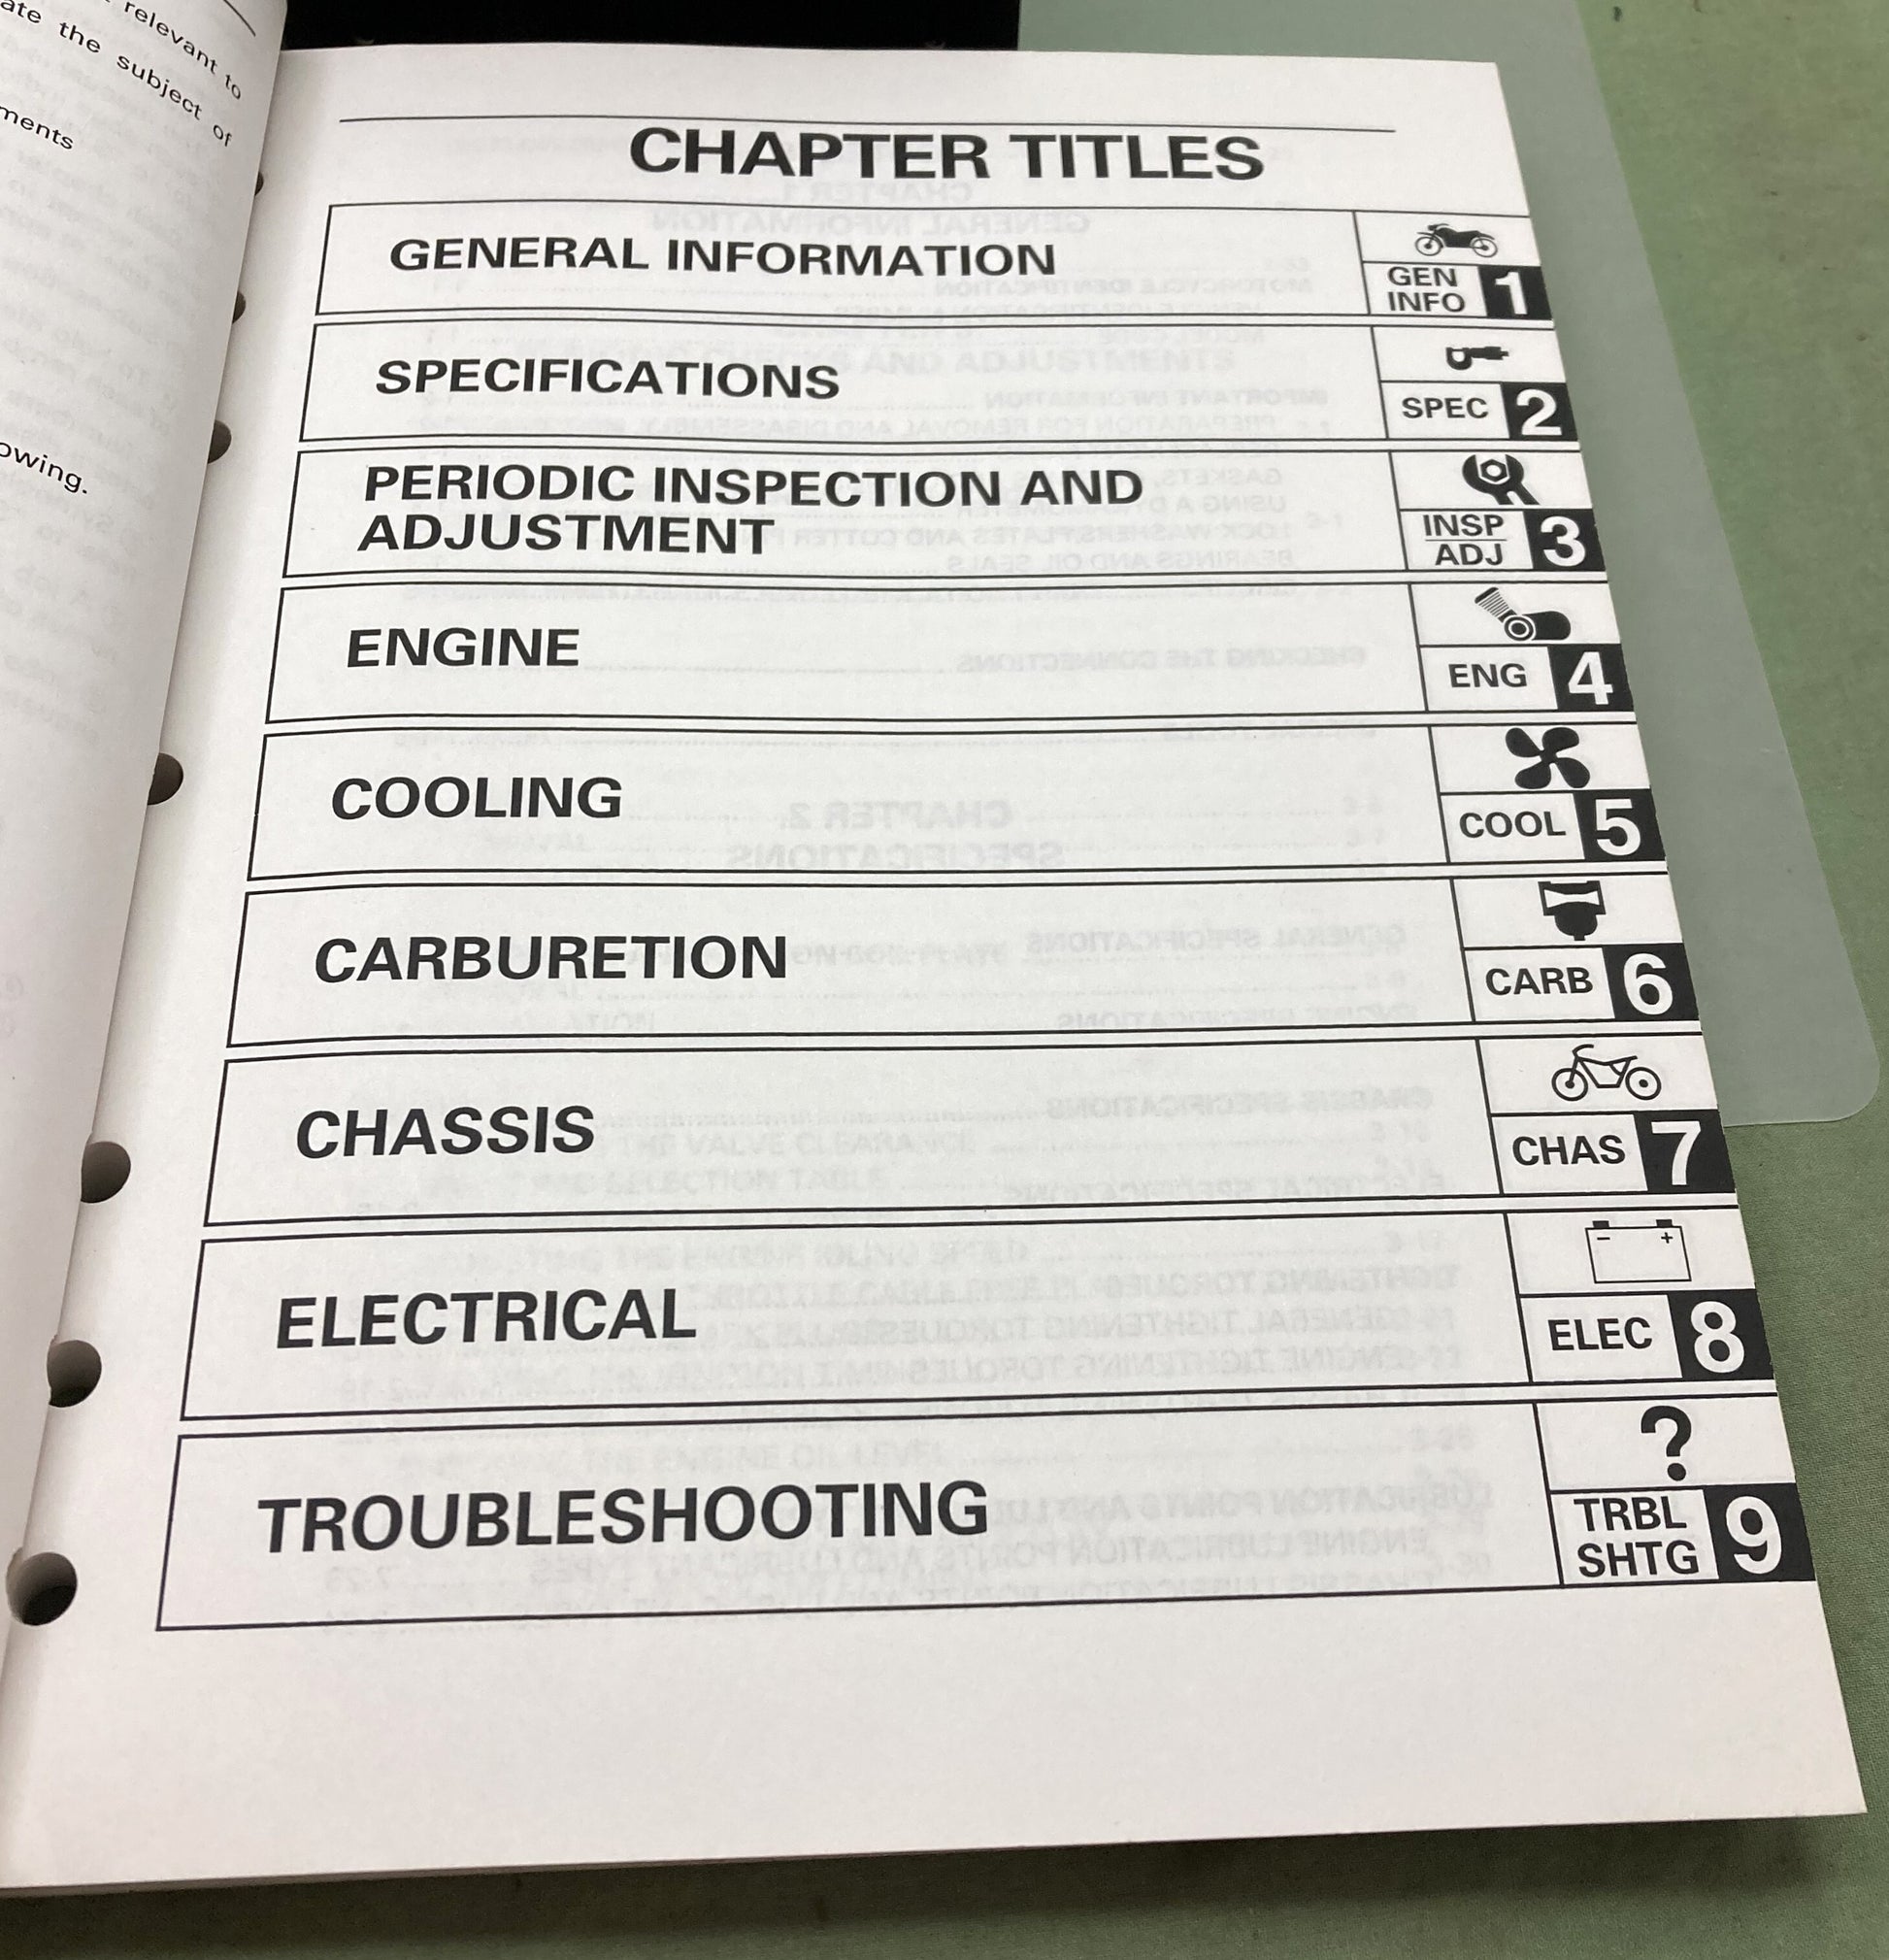 relevant to
ate the subject of
ments
owing.
CHAPTER TITLES
GENERAL INFORMATION
GEN
INFO 1
SPECIFICATIONS
SPEC 2
PERIODIC INSPECTION AND
ADJUSTMENT
INSP
ADJ 3
ENGINE
ENG 4
COOLING
COOL 5
CARBURETION
CARB 6
CHASSIS
CHAS 7
ELECTRICAL
– +
ELEC 8
TROUBLESHOOTING
?
TRBL
SHTG 9